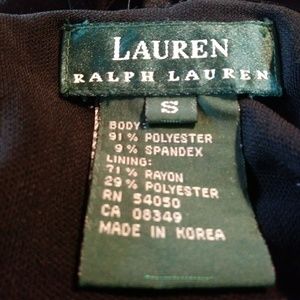 LAUREN
RALPH LAUREN
S
BODY:
91 % POLYESTER
9 % SPANDEX
LINING:
71 % RAYON
29 % POLYESTER
RN 54050
CA 08349
MADE IN KOREA